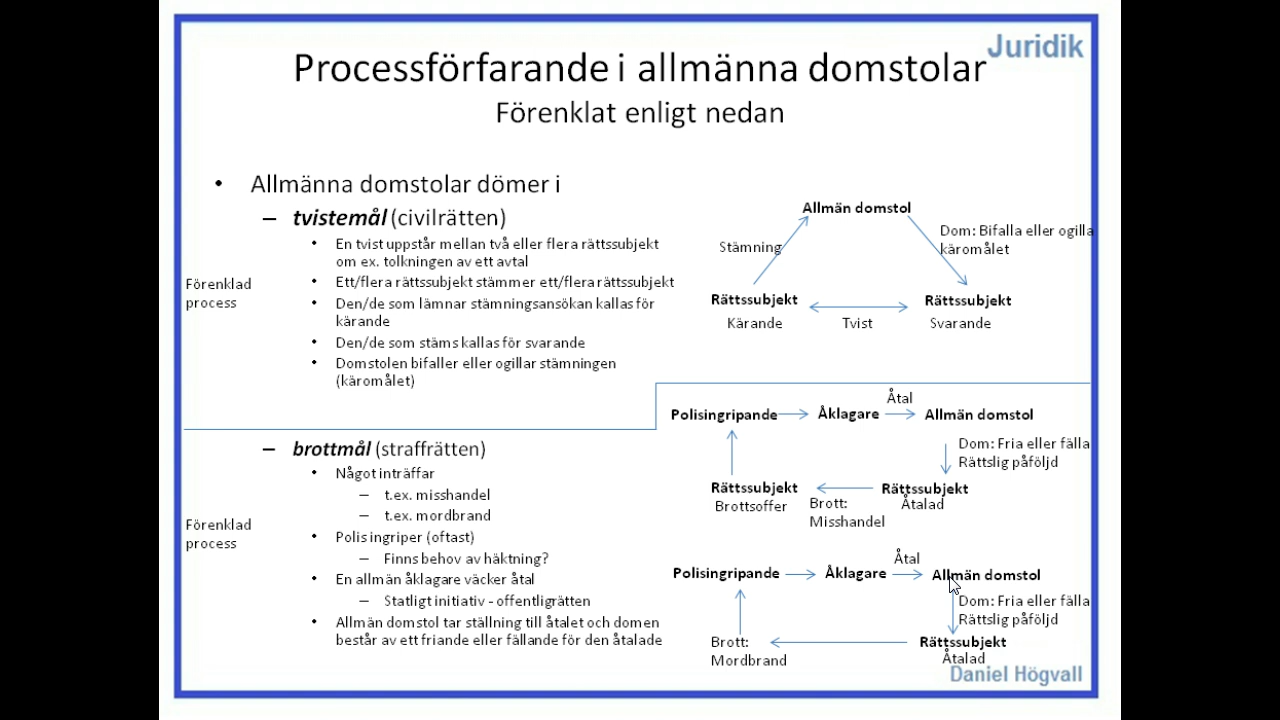 Juridik
Processförfarande i allmänna domstolar
Förenklat enligt nedan
• Allmänna domstolar dömer i
– tvistemål (civilrätten)
• En tvist uppstår mellan två eller flera rättssubjekt
om ex. tolkningen av ett avtal
• Ett/flera rättssubjekt stämmer ett/flera rättssubjekt
• Den/de som lämnar stämningsansökan kallas för
kärande
• Den/de som stäms kallas för svarande
• Domstolen bifaller eller ogillar stämningen
(käromålet)
Förenklad
process
Allmän domstol
Stämning
Dom: Bifalla eller ogilla
käromålet
Rättssubjekt
Rättssubjekt
Kärande
Tvist
Svarande
– brottmål (straffrätten)
• Något inträffar
– t.ex. misshandel
– t.ex. mordbrand
• Polis ingriper (oftast)
– Finns behov av häktning?
• En allmän åklagare väcker åtal
– Statligt initiativ - offentligrätten
• Allmän domstol tar ställning till åtalet och domen
består av ett friande eller fällande för den åtalade
Förenklad
process
Åtal
Polisingripande
Åklagare
Allmän domstol
Dom: Fria eller fälla
Rättslig påföljd
Rättssubjekt
Brottsoffer
Brott:
Misshandel
Rättssubjekt
Åtalad
Åtal
Polisingripande
Åklagare
Allmän domstol
Dom: Fria eller fälla
Rättslig påföljd
Brott:
Mordbrand
Rättssubjekt
Åtalad
Daniel Högvall